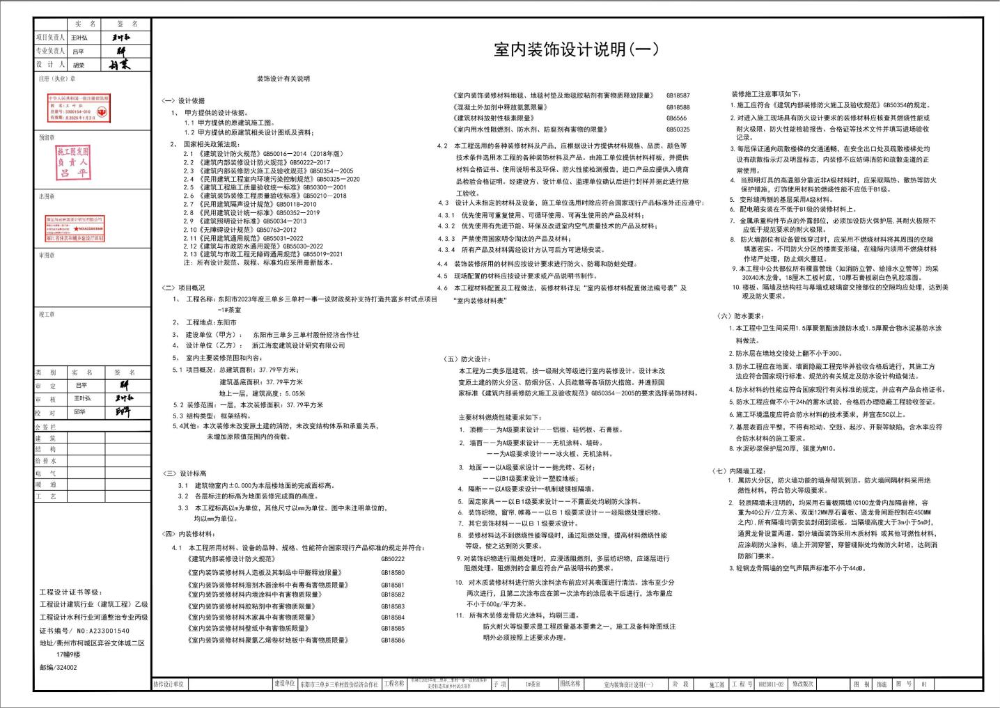 实 名 签 名
项目负责人 王叶弘
专业负责人 吕平
设 计 人 胡荣
注册（执业）章
中华人民共和国一级注册建筑师
姓 名：王 叶 弘
注册号：3300154-010
有效期：至2025年1月2日
预留章
施工图发图
负 责 人
吕 平
出图章
浙江海宏建筑设计研究有限公司
NO:A233001540
审图章
竣工章
类 别 实 名 签 名
审 定 吕平
审 核 王叶弘
校 对 邱华
会签栏
建 筑
结 构
给排水
电 气
暖 通
工 艺
工程设计证书等级：
工程设计建筑行业（建筑工程）乙级
工程设计水利行业河道整治专业丙级
证书编号/ NO:A233001540
地址/衢州市柯城区弈谷文体城二区
17幢9楼
邮编/324002
室内装饰设计说明(一)
装饰设计有关说明
<一> 设计依据
1、 甲方提供的设计依据。
1.1 甲方提供的原建筑施工图。
1.2 甲方提供的原建筑相关设计图纸及资料；
2、 国家相关政策法规：
2.1 《建筑设计防火规范》GB50016-2014（2018年版）
2.2 《建筑内部装修设计防火规范》GB50222-2017
2.3 《建筑内部装修防火施工及验收规范》GB50354-2005
2.4 《民用建筑工程室内环境污染控制规范》GB50325-2020
2.5 《建筑工程施工质量验收统一标准》GB50300-2001
2.6 《建筑装饰装修工程质量验收标准》GB50210-2018
2.7 《民用建筑隔声设计规范》GB50118-2010
2.8 《民用建筑设计统一标准》GB50352-2019
2.9 《建筑照明设计标准》GB50034-2013
2.10《无障碍设计规范》GB50763-2012
2.11《民用建筑通用规范》GB55031-2022
2.12《建筑与市政防水通用规范》GB55030-2022
2.13《建筑与市政工程无障碍通用规范》GB55019-2021
注：所有设计规范、规程、标准均应采用最新版本。
<二> 项目概况
1、 工程名称：东阳市2023年度三单乡三单村一事一议财政奖补支持打造共富乡村试点项目
-1#茶室
2、 工程地点：东阳市
3、 建设单位（甲方）： 东阳市三单乡三单村股份经济合作社
4、 设计单位（乙方）： 浙江海宏建筑设计研究有限公司
5、 室内主要装修范围和内容：
5.1 项目概况：总建筑面积：37.79平方米；
建筑基底面积：37.79平方米
地上一层，建筑高度：5.05米
5.2 装修范围：一层，本次装修面积：37.79平方米
5.3 结构类型：框架结构。
5.4其他：本次装修未改变原土建的消防，未改变结构体系和承重关系，
未增加原限值范围内的荷载。
<三> 设计标高
3.1 建筑物室内±0.000为本层楼地面的完成面标高。
3.2 各层标注的标高为地面装修完成面的高度。
3.3 本工程标高以m为单位，其他尺寸以mm为单位。图中未注明单位的，
均以mm为单位。
<四> 内装修材料：
4.1 本工程所用材料、设备的品种、规格、性能符合国家现行产品标准的规定并符合：
《建筑内部装修设计防火规范》 GB50222
《室内装饰装修材料人造板及其制品中甲醛释放限量》 GB18580
《室内装饰装修材料溶剂木器涂料中有毒有害物质限量》 GB18581
《室内装饰装修材料内墙涂料中有害物质限量》 GB18582
《室内装饰装修材料胶粘剂中有害物质限量》 GB18583
《室内装饰装修材料木家具中有害物质限量》 GB18584
《室内装饰装修材料壁纸中有害物质限量》 GB18585
《室内装饰装修材料聚氯乙烯卷材地板中有害物质限量》 GB18586
《室内装饰装修材料地毯、地毯衬垫及地毯胶粘剂有害物质释放限量》 GB18587
《混凝土外加剂中释放氨氮限量》 GB18588
《建筑材料放射性核素限量》 GB6566
《室内用水性阻燃剂、防水剂、防腐剂有害物的限量》 GB50325
4.2 本工程选用的各种装修材料及产品，应根据设计方提供材料规格、品质、颜色等
技术条件选用本工程的各种装饰材料及产品。由施工单位提供材料样板，并提供
材料合格证书、使用说明书及环保、防火性能检测报告，进口产品应提供入境商
品检验合格证明。经建设方、设计单位、监理单位确认后进行封样并据此进行施
工验收。
4.3 设计人未指定的材料及设备，施工单位选用时除应符合国家现行产品标准外还应遵守：
4.3.1 优先使用可重复使用、可循环使用、可再生使用的产品及材料；
4.3.2 优先使用有先进节能、环保及改进室内空气质量技术的产品及材料；
4.3.3 严禁使用国家明令淘汰的产品及材料；
4.3.4 所有产品及材料需经设计方认可后方可进场安装。
4.4 装饰装修所用的材料应按设计要求进行防火、防霉和防蛀处理。
4.5 现场配置的材料应按设计要求或产品说明书制作。
4.6 本工程材料配置及工程做法，装修材料详见“室内装修材料配置做法编号表”及
“室内装修材料表”
（五）防火设计：
本工程为二类多层建筑，按一级耐火等级进行室内装修设计。设计未改
变原土建的防火分区、防烟分区、人员疏散等各项防火措施。并遵照国
家标准《建筑内部装修防火施工及验收规范》GB50354-2005的要求选择装饰材料。
主要材料燃烧性能要求如下：
1. 顶棚——为A级要求设计——铝板、硅钙板、石膏板。
2. 墙面——为A级要求设计——无机涂料、墙砖。
——为A级要求设计——冰火板、无机涂料。
3. 地面——以A级要求设计——抛光砖、石材；
——以B1级要求设计—塑胶地板；
4. 隔断——以A级要求设计--机制玻镁板隔墙。
5. 固定家具——以B1级要求设计——不露面处均刷防火涂料。
6. 装饰织物，窗帘，帷幕——以B1级要求设计——经阻燃处理织物。
7. 其它装饰材料——以B1级要求设计。
8. 装修材料达不到燃烧性能等级时，通过阻燃处理，提高材料燃烧性能
等级，使之达到防火要求。
9. 对装饰织物进行阻燃处理时，应浸透阻燃剂，多层纺织物，应逐层进行
阻燃处理。阻燃剂的含量应符合产品说明书的要求。
10. 对木质装修材料进行防火涂料涂布前应对其表面进行清洁。涂布至少分
两次进行，且第二次涂布应在第一次涂布的涂层表干后进行，涂布量应
不小于600g/平方米。
11. 所有木装修龙骨防火涂料，均刷三道。
防火耐火等级要求是工程质量基本要素之一，施工及备料除图纸注
明外必须按照上述要求办理。
装修施工注意事项如下：
1. 施工应符合《建筑内部装修防火施工及验收规范》GB50354的规定。
2. 对进入施工现场具有防火设计要求的装修材料应核查其燃烧性能或
耐火极限、防火性能检验报告、合格证等技术文件并填写进场验收
记录。
3. 每层保证通向疏散楼梯的交通通畅，在安全出口处及疏散楼梯处均
设有疏散指示灯及明显标志，内装修不应妨碍消防和疏散走道的正
常使用。
4. 当照明灯具的高温部分靠近非A级材料时，应采取隔热、散热等防火
保护措施，灯饰使用材料的燃烧性能不应低于B1级。
5. 变形缝两侧的基层采用A级材料。
6. 配电箱安装在不低于B1级的装修材料上。
7. 金属承重构件节点的外露部位，必须加设防火保护层，其耐火极限不
应低于规范要求的耐火极限。
8. 防火墙部位有设备管线穿过时，应采用不燃烧材料将其周围的空隙
填塞密实。不同防火分区的楼面变形缝，在缝隙内须用不燃烧材料
作堵严处理，防止烟火蔓延。
9. 本工程中公共部位所有裸露管线（如消防立管、给排水立管等）均采
30X40木龙骨，18厘木工板衬底，10厚石膏板刷白色乳胶漆面。
10. 楼板、隔墙及结构柱与幕墙或玻璃窗交接部位的空隙均应处理，达到美
观及防火要求。
（六）防水要求：
1. 本工程中卫生间采用1.5厚聚氨酯涂膜防水或1.5厚聚合物水泥基防水涂
料做法。
2. 防水层在墙地交接处上翻不小于300。
3. 防水工程应在地面、墙面隐蔽工程完毕并验收合格后进行，其施工方
法应符合国家现行标准、规范的有关规定及防水设计构造做法。
4. 防水材料的性能应符合国家现行有关标准的规定，并应有产品合格证书。
5. 防水工程应做不小于24h的蓄水试验，合格后办理隐蔽工程验收签证。
6. 施工环境温度应符合防水材料的技术要求，并宜在5C以上。
7. 基层表面应平整，不得有松动、空鼓、起沙、开裂等缺陷，含水率应符
合防水材料的施工要求。
8. 水泥砂浆保护层20厚，强度为M10。
（七）内隔墙工程：
1. 属防火分区，防火墙功能的墙身砌筑到顶。防火墙间隔材料采用绝
燃性材料，符合防火等级要求。
2. 轻质隔墙未注明的，均采用石膏板隔墙(C100龙骨内加隔音棉，容
重为40公斤/立方米、双面12MM厚石膏板、竖龙骨间距控制在450MM
之内)，所有隔墙均需安装封闭到梁板。当隔墙高度大于3m小于5m时，
通贯龙骨设置两道。部分墙面装饰采用木质材料 或其他可燃性材料，
应涂刷防火涂料，墙上开洞穿管，穿管缝隙处均做防火封堵，达到消
防部门要求。
3. 轻钢龙骨隔墙的空气声隔声标准不小于44dB。
协作设计单位 建设单位 东阳市三单乡三单村股份经济合作社 工程名称 东阳市2023年度三单乡三单村一事一议财政奖补
支持打造共富乡村试点项目 子 项 1#茶室 图纸名称 室内装饰设计说明(一) 阶 段 施工图 工 程 号 HH23011-02 修改版次 图 别 饰施 图 号 01